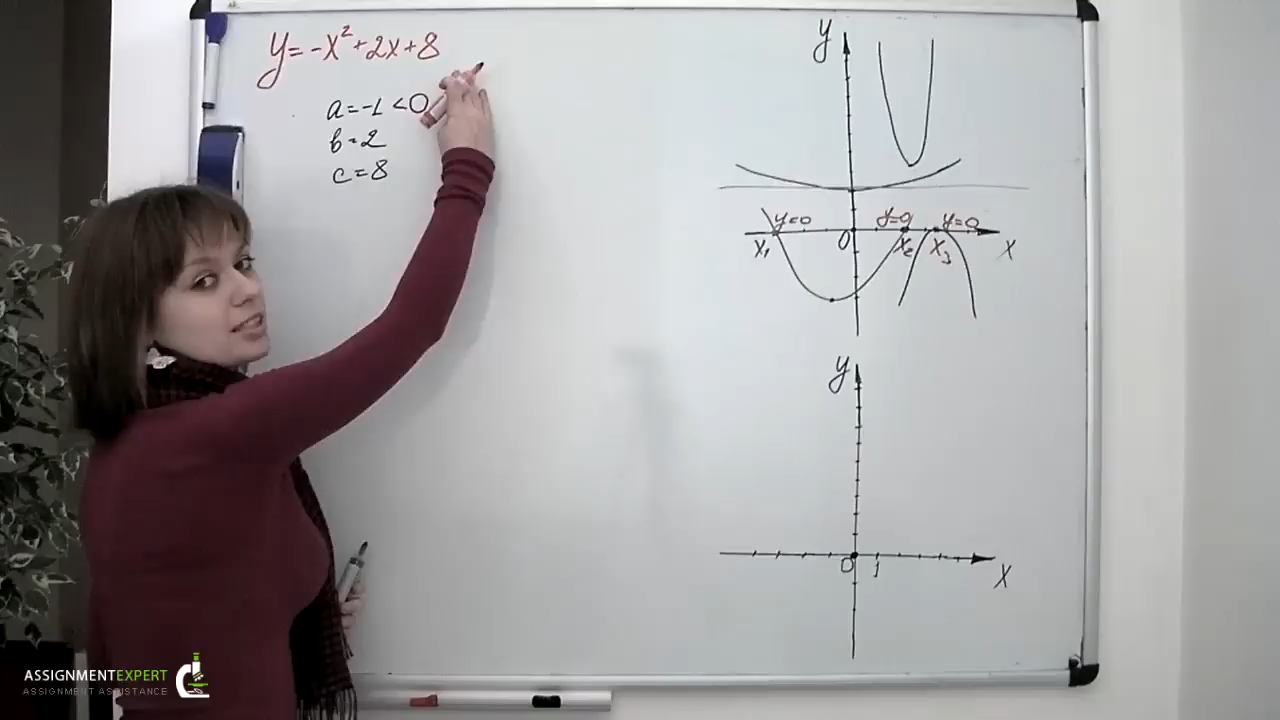 y=-x²+2x+8
a=-1<0
b=2
c=8
y
y=0 y=0 y=0
x₁ 0 x₂ x₃ x
y
0 1 x
ASSIGNMENTEXPERT
ASSIGNMENT ASSISTANCE